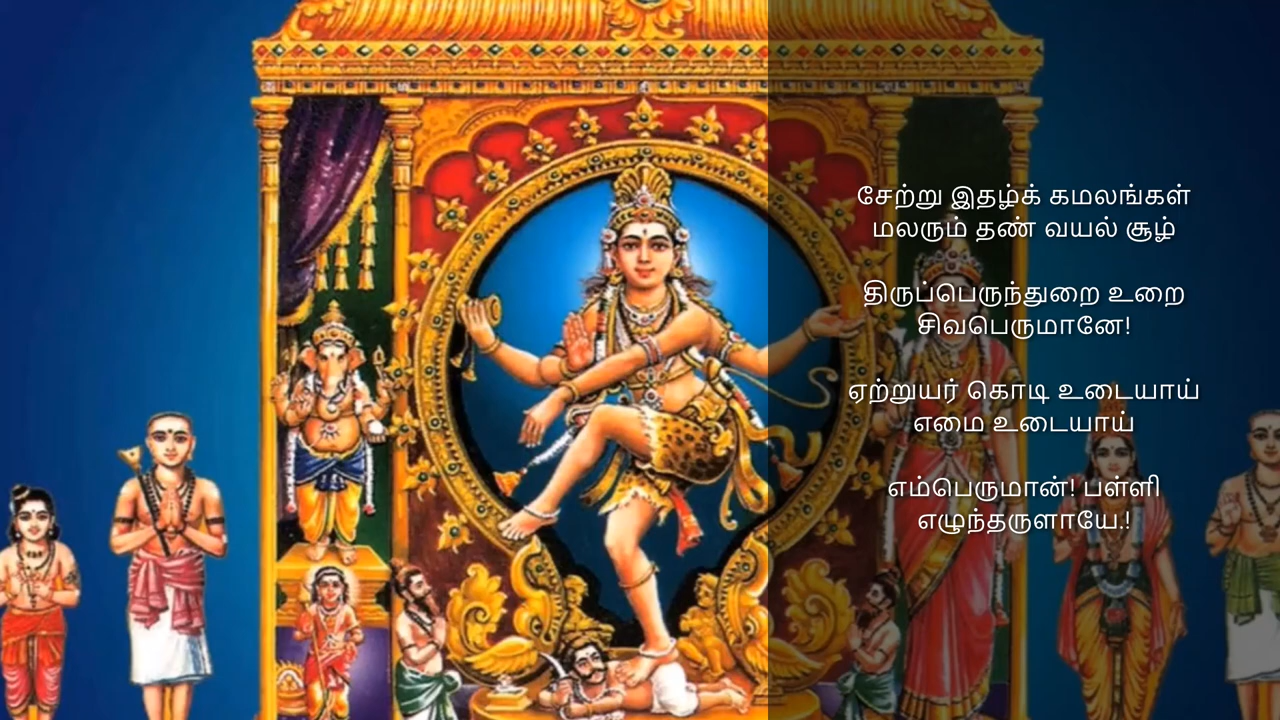 சேற்று இதழ்க் கமலங்கள்
மலரும் தண் வயல் சூழ்
திருப்பெருந்துறை உறை
சிவபெருமானே!
ஏற்றுயர் கொடி உடையாய்
எமை உடையாய்
எம்பெருமான்! பள்ளி
எழுந்தருளாயே.!